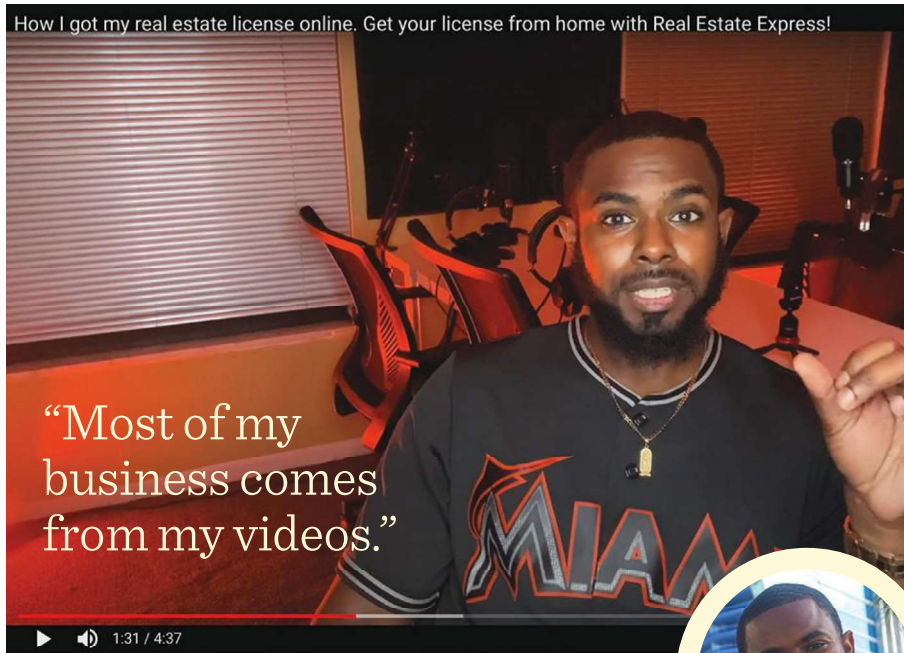 How I got my real estate license online. Get your license from home with Real Estate Express!
“Most of my
business comes
from my videos.”
MIAM
1:31 / 4:37